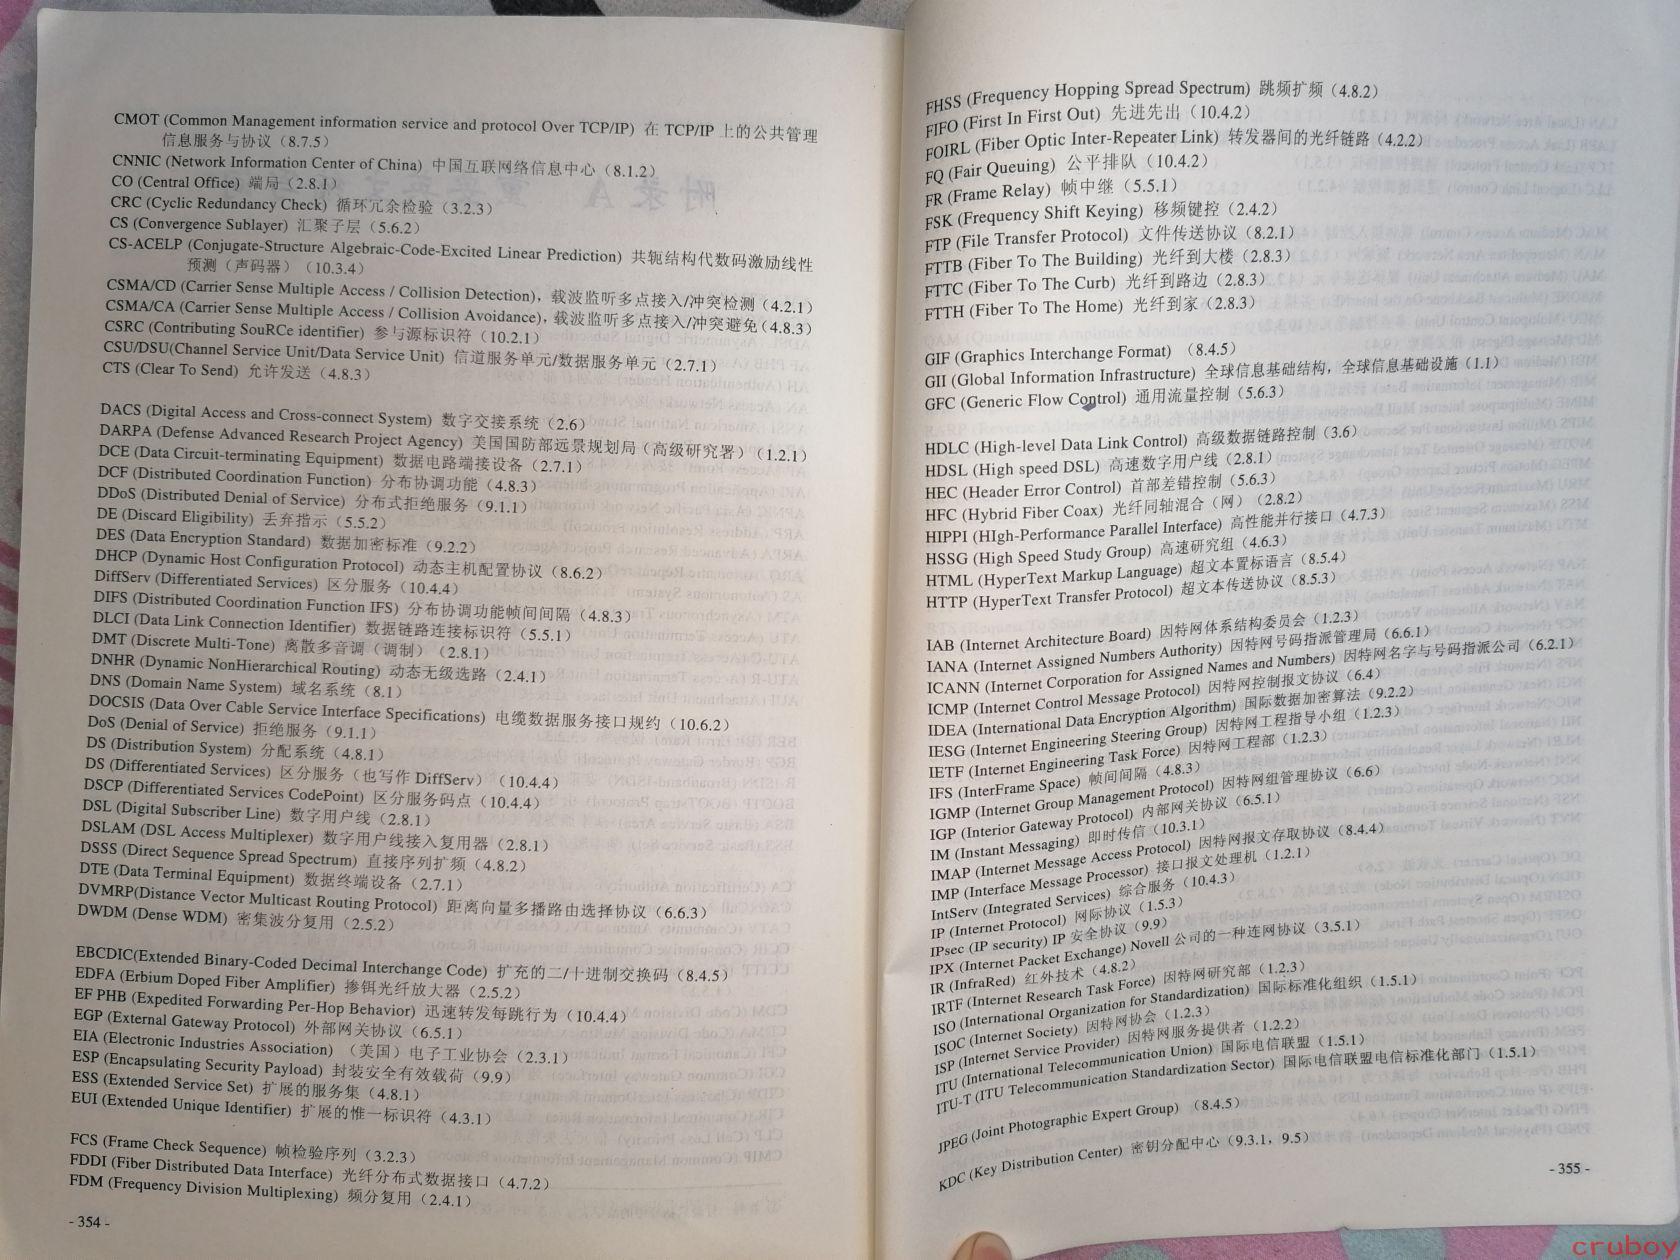 CMOT (Common Management information service and protocol Over TCP/IP) 在 TCP/IP 上的公共管理
信息服务与协议（8.7.5）
CNNIC (Network Information Center of China) 中国互联网络信息中心（8.1.2）
CO (Central Office) 端局（2.8.1）
CRC (Cyclic Redundancy Check) 循环冗余检验（3.2.3）
CS (Convergence Sublayer) 汇聚子层（5.6.2）
CS-ACELP (Conjugate-Structure Algebraic-Code-Excited Linear Prediction) 共轭结构代数码激励线性
预测（声码器）（10.3.4）
CSMA/CD (Carrier Sense Multiple Access / Collision Detection)，载波监听多点接入/冲突检测（4.2.1）
CSMA/CA (Carrier Sense Multiple Access / Collision Avoidance)，载波监听多点接入/冲突避免（4.8.3）
CSRC (Contributing SouRCe identifier) 参与源标识符（10.2.1）
CSU/DSU(Channel Service Unit/Data Service Unit) 信道服务单元/数据服务单元（2.7.1）
CTS (Clear To Send) 允许发送（4.8.3）
DACS (Digital Access and Cross-connect System) 数字交接系统（2.6）
DARPA (Defense Advanced Research Project Agency) 美国国防部远景规划局（高级研究署）（1.2.1）
DCE (Data Circuit-terminating Equipment) 数据电路端接设备（2.7.1）
DCF (Distributed Coordination Function) 分布协调功能（4.8.3）
DDoS (Distributed Denial of Service) 分布式拒绝服务（9.1.1）
DE (Discard Eligibility) 丢弃指示（5.5.2）
DES (Data Encryption Standard) 数据加密标准（9.2.2）
DHCP (Dynamic Host Configuration Protocol) 动态主机配置协议（8.6.2）
DiffServ (Differentiated Services) 区分服务（10.4.4）
DIFS (Distributed Coordination Function IFS) 分布协调功能帧间间隔（4.8.3）
DLCI (Data Link Connection Identifier) 数据链路连接标识符（5.5.1）
DMT (Discrete Multi-Tone) 离散多音调（调制）（2.8.1）
DNHR (Dynamic NonHierarchical Routing) 动态无级选路（2.4.1）
DNS (Domain Name System) 域名系统（8.1）
DOCSIS (Data Over Cable Service Interface Specifications) 电缆数据服务接口规约（10.6.2）
DoS (Denial of Service) 拒绝服务（9.1.1）
DS (Distribution System) 分配系统（4.8.1）
DS (Differentiated Services) 区分服务（也写作 DiffServ）（10.4.4）
DSCP (Differentiated Services CodePoint) 区分服务码点（10.4.4）
DSL (Digital Subscriber Line) 数字用户线（2.8.1）
DSLAM (DSL Access Multiplexer) 数字用户线接入复用器（2.8.1）
DSSS (Direct Sequence Spread Spectrum) 直接序列扩频（4.8.2）
DTE (Data Terminal Equipment) 数据终端设备（2.7.1）
DVMRP(Distance Vector Multicast Routing Protocol) 距离向量多播路由选择协议（6.6.3）
DWDM (Dense WDM) 密集波分复用（2.5.2）
EBCDIC(Extended Binary-Coded Decimal Interchange Code) 扩充的二/十进制交换码（8.4.5）
EDFA (Erbium Doped Fiber Amplifier) 掺铒光纤放大器（2.5.2）
EF PHB (Expedited Forwarding Per-Hop Behavior) 迅速转发每跳行为（10.4.4）
EGP (External Gateway Protocol) 外部网关协议（6.5.1）
EIA (Electronic Industries Association) （美国）电子工业协会（2.3.1）
ESP (Encapsulating Security Payload) 封装安全有效载荷（9.9）
ESS (Extended Service Set) 扩展的服务集（4.8.1）
EUI (Extended Unique Identifier) 扩展的惟一标识符（4.3.1）
FCS (Frame Check Sequence) 帧检验序列（3.2.3）
FDDI (Fiber Distributed Data Interface) 光纤分布式数据接口（4.7.2）
FDM (Frequency Division Multiplexing) 频分复用（2.4.1）
- 354 -
FHSS (Frequency Hopping Spread Spectrum) 跳频扩频（4.8.2）
FIFO (First In First Out) 先进先出（10.4.2）
FOIRL (Fiber Optic Inter-Repeater Link) 转发器间的光纤链路（4.2.2）
FQ (Fair Queuing) 公平排队（10.4.2）
FR (Frame Relay) 帧中继（5.5.1）
FSK (Frequency Shift Keying) 移频键控（2.4.2）
FTP (File Transfer Protocol) 文件传送协议（8.2.1）
FTTB (Fiber To The Building) 光纤到大楼（2.8.3）
FTTC (Fiber To The Curb) 光纤到路边（2.8.3）
FTTH (Fiber To The Home) 光纤到家（2.8.3）
GIF (Graphics Interchange Format) （8.4.5）
GII (Global Information Infrastructure) 全球信息基础结构，全球信息基础设施（1.1）
GFC (Generic Flow Control) 通用流量控制（5.6.3）
HDLC (High-level Data Link Control) 高级数据链路控制（3.6）
HDSL (High speed DSL) 高速数字用户线（2.8.1）
HEC (Header Error Control) 首部差错控制（5.6.3）
HFC (Hybrid Fiber Coax) 光纤同轴混合（网）（2.8.2）
HIPPI (HIgh-Performance Parallel Interface) 高性能并行接口（4.7.3）
HSSG (High Speed Study Group) 高速研究组（4.6.3）
HTML (HyperText Markup Language) 超文本置标语言（8.5.4）
HTTP (HyperText Transfer Protocol) 超文本传送协议（8.5.3）
IAB (Internet Architecture Board) 因特网体系结构委员会（1.2.3）
IANA (Internet Assigned Numbers Authority) 因特网号码指派管理局（6.6.1）
ICANN (Internet Corporation for Assigned Names and Numbers) 因特网名字与号码指派公司（6.2.1）
ICMP (Internet Control Message Protocol) 因特网控制报文协议（6.4）
IDEA (International Data Encryption Algorithm) 国际数据加密算法（9.2.2）
IESG (Internet Engineering Steering Group) 因特网工程指导小组（1.2.3）
IETF (Internet Engineering Task Force) 因特网工程部（1.2.3）
IFS (InterFrame Space) 帧间间隔（4.8.3）
IGMP (Internet Group Management Protocol) 因特网组管理协议（6.6）
IGP (Interior Gateway Protocol) 内部网关协议（6.5.1）
IM (Instant Messaging) 即时传信（10.3.1）
IMAP (Internet Message Access Protocol) 因特网报文存取协议（8.4.4）
IMP (Interface Message Processor) 接口报文处理机（1.2.1）
IntServ (Integrated Services) 综合服务（10.4.3）
IP (Internet Protocol) 网际协议（1.5.3）
IPsec (IP security) IP 安全协议（9.9）
IPX (Internet Packet Exchange) Novell 公司的一种连网协议（3.5.1）
IR (InfraRed) 红外技术（4.8.2）
IRTF (Internet Research Task Force) 因特网研究部（1.2.3）
ISO (International Organization for Standardization) 国际标准化组织（1.5.1）
ISOC (Internet Society) 因特网协会（1.2.3）
ISP (Internet Service Provider) 因特网服务提供者（1.2.2）
ITU (International Telecommunication Union) 国际电信联盟（1.5.1）
ITU-T (ITU Telecommunication Standardization Sector) 国际电信联盟电信标准化部门（1.5.1）
JPEG (Joint Photographic Expert Group) （8.4.5）
KDC (Key Distribution Center) 密钥分配中心（9.3.1，9.5）
- 355 -
cruboy